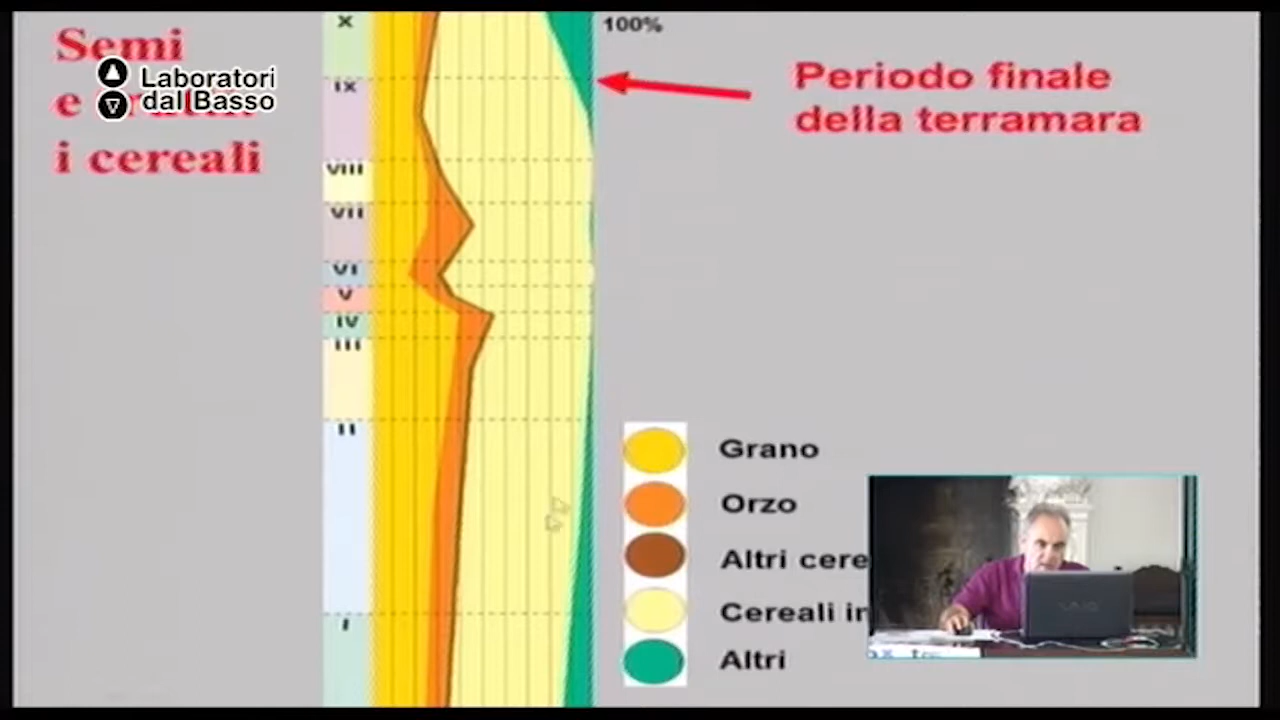 Semi
e
i cereali
Laboratori
dal Basso
X
IX
VIII
VII
VI
V
IV
III
II
I
100%
Periodo finale
della terramara
Grano
Orzo
Altri cere
Cereali in
Altri
VAIO